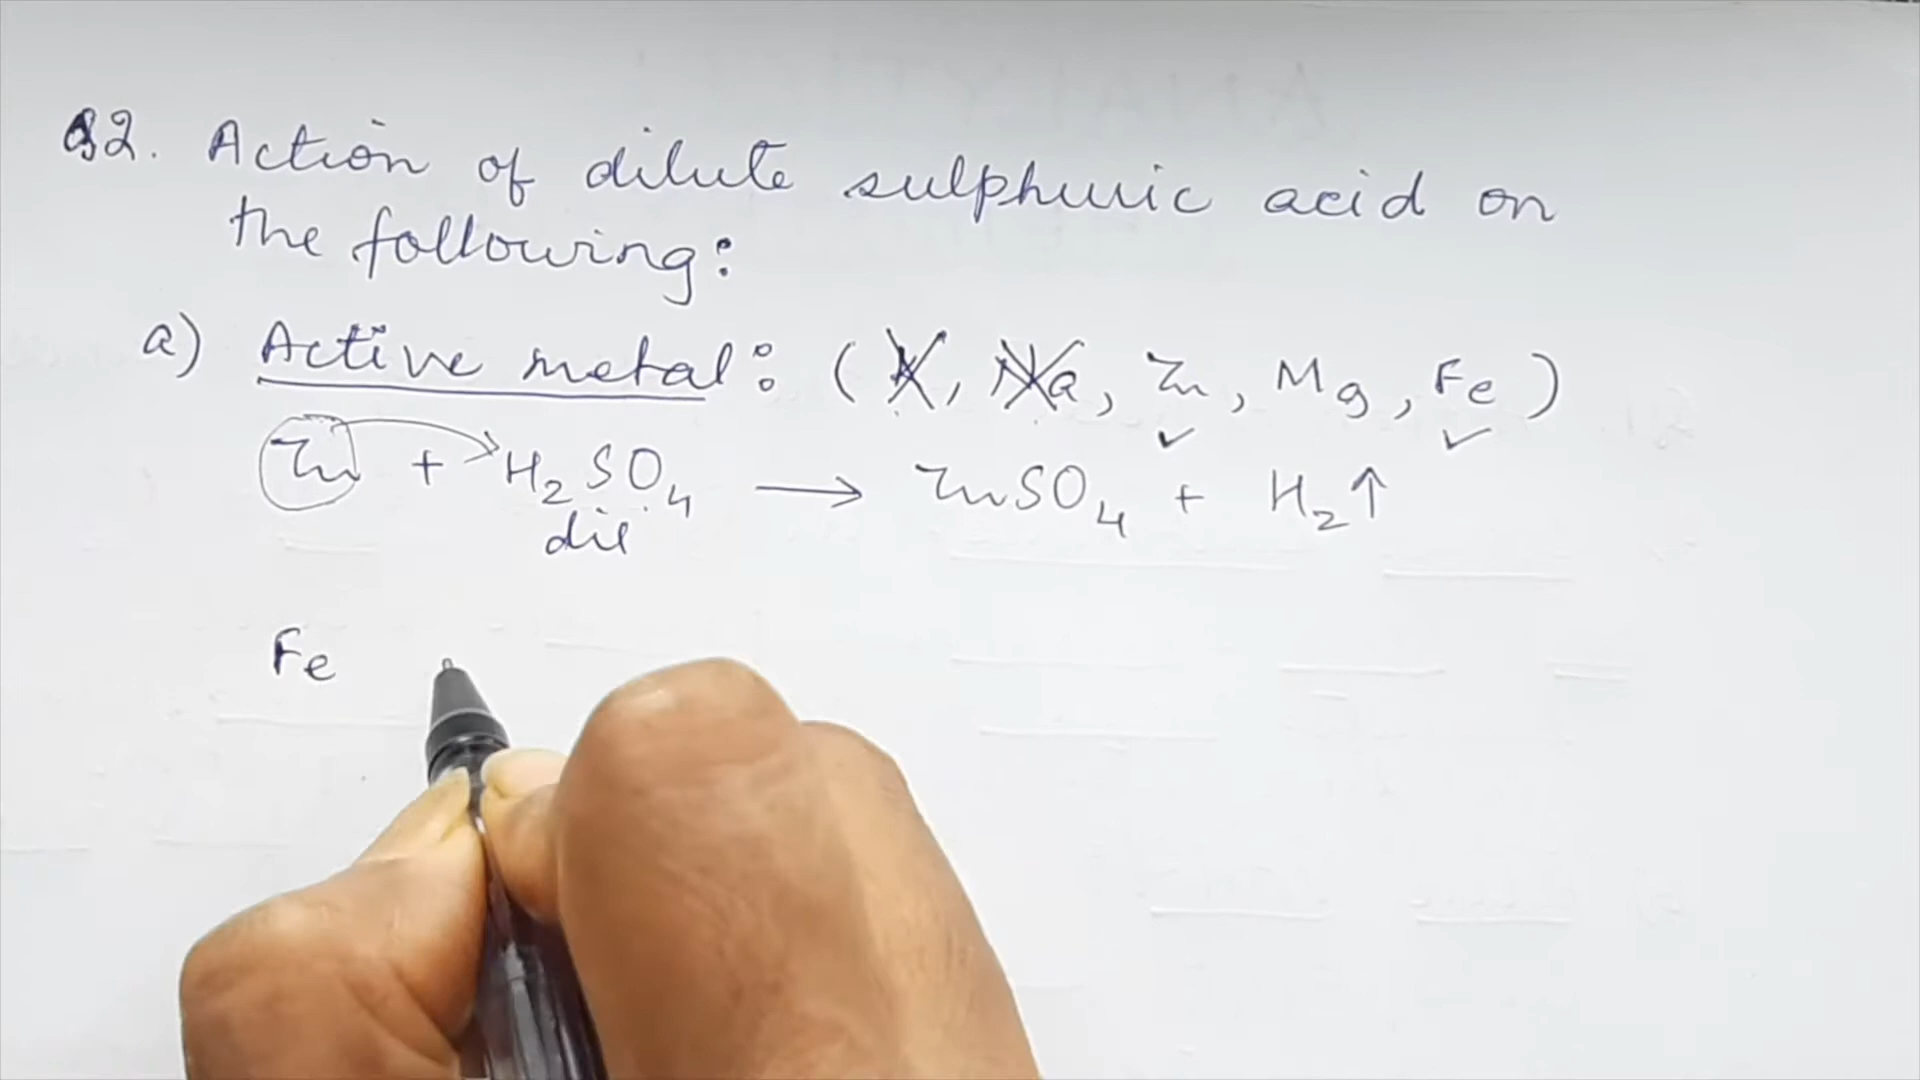 Q2. Action of dilute sulphuric acid on
the following:
a) Active metal: (K, Na, Zn, Mg, Fe)
Zn + H₂SO₄ → ZnSO₄ + H₂↑
dil
Fe